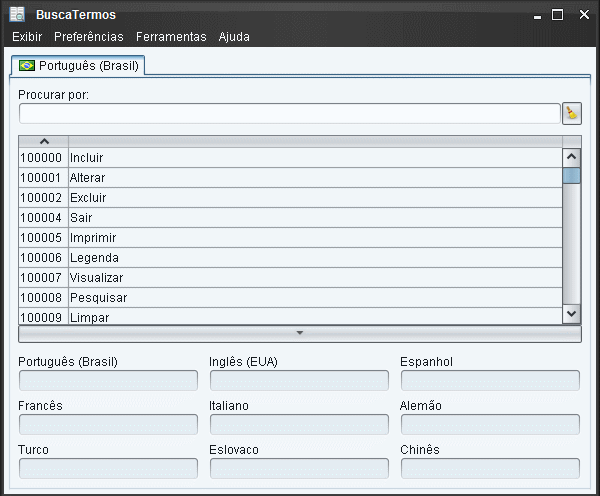 BuscaTermos
Exibir Preferências Ferramentas Ajuda
Português (Brasil)
Procurar por:
100000 Incluir
100001 Alterar
100002 Excluir
100004 Sair
100005 Imprimir
100006 Legenda
100007 Visualizar
100008 Pesquisar
100009 Limpar
Português (Brasil) Inglês (EUA) Espanhol
Francês Italiano Alemão
Turco Eslovaco Chinês